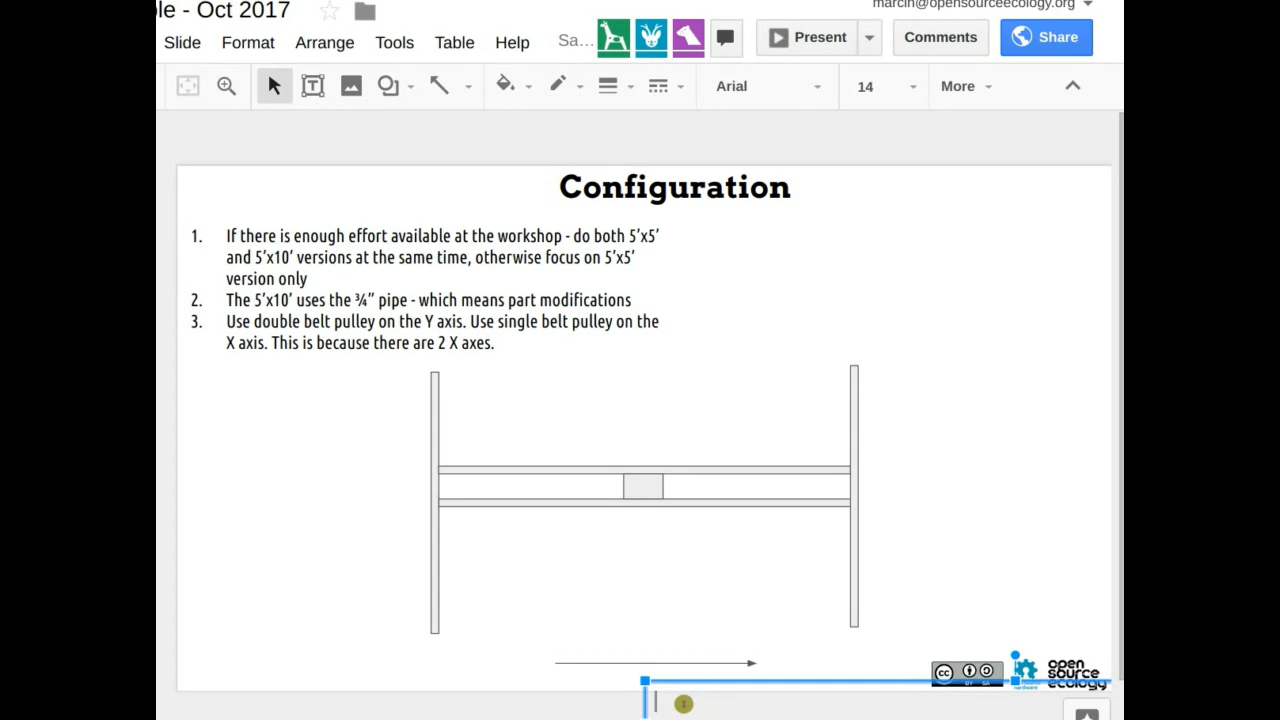 le - Oct 2017
marcin@opensourceecology.org
Slide Format Arrange Tools Table Help Sa... Present Comments Share
Arial 14 More
Configuration
1. If there is enough effort available at the workshop - do both 5'x5'
and 5'x10' versions at the same time, otherwise focus on 5'x5'
version only
2. The 5'x10' uses the ¾" pipe - which means part modifications
3. Use double belt pulley on the Y axis. Use single belt pulley on the
X axis. This is because there are 2 X axes.
cc
open
source
ecology